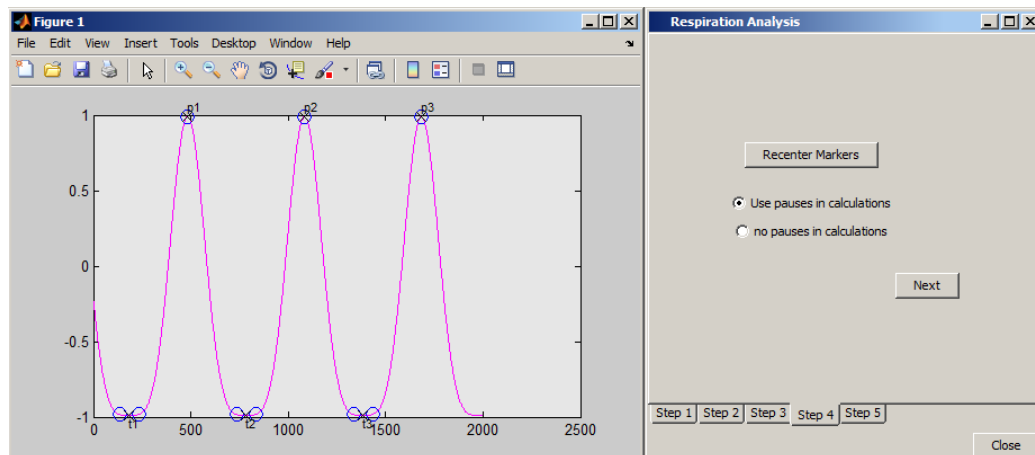 Figure 1
File Edit View Insert Tools Desktop Window Help
p1 p2 p3
1
0.5
0
-0.5
-1
t1 t2 t3
0 500 1000 1500 2000 2500
Respiration Analysis
Recenter Markers
Use pauses in calculations
no pauses in calculations
Next
Step 1 Step 2 Step 3 Step 4 Step 5
Close